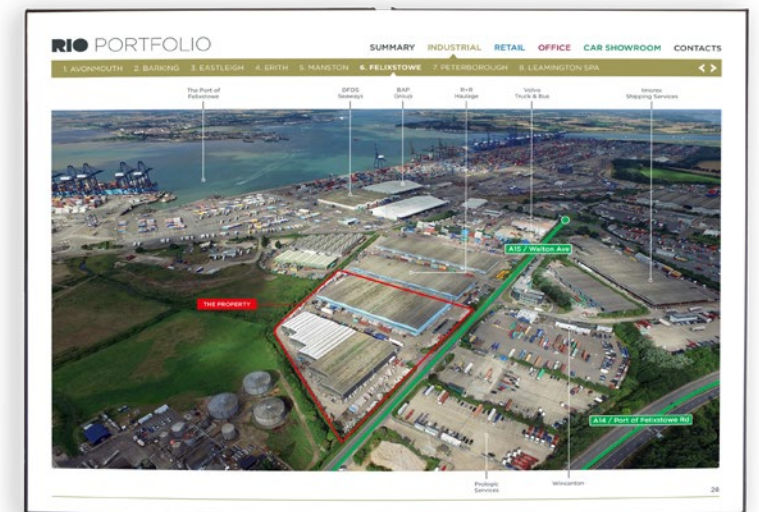 RIO PORTFOLIO
SUMMARY INDUSTRIAL RETAIL OFFICE CAR SHOWROOM CONTACTS
1. AVONMOUTH 2. BARKING 3. EASTLEIGH 4. ERITH 5. MANSTON 6. FELIXSTOWE 7. PETERBOROUGH 8. LEAMINGTON SPA
The Port of
Felixstowe
DFDS
Seaways
BAP
Group
R+R
Haulage
Volvo
Truck & Bus
Shipping Services
A15 / Walton Ave
THE PROPERTY
A14 / Port of Felixstowe Rd
Prologic
Services
Wincanton
28